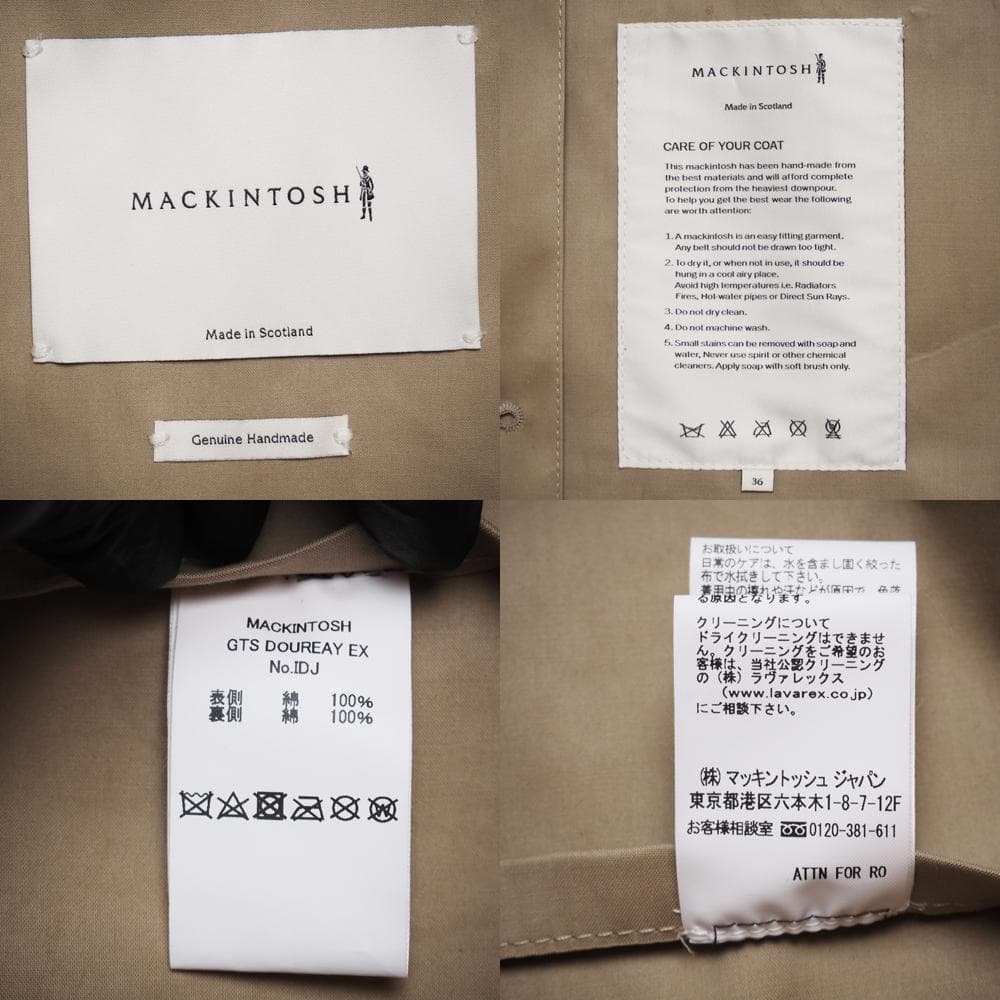 MACKINTOSH
Made in Scotland
Genuine Handmade
MACKINTOSH
Made in Scotland
CARE OF YOUR COAT
This mackintosh has been hand-made from
the best materials and will afford complete
protection from the heaviest downpour.
To help you get the best wear the following
are worth attention:
1. A mackintosh is an easy fitting garment.
Any belt should not be drawn too tight.
2. To dry it, or when not in use, it should be
hung in a cool airy place.
Avoid high temperatures i.e. Radiators
Fires, Hot-water pipes or Direct Sun Rays.
3. Do not dry clean.
4. Do not machine wash.
5. Small stains can be removed with soap and
water, Never use spirit or other chemical
cleaners. Apply soap with soft brush only.
36
MACKINTOSH
GTS DOUREAY EX
No.IDJ
表側 綿 100%
裏側 綿 100%
W
お取扱いについて
日常のケアは、水を含まし固く絞った
布で水拭きして下さい。
着用中の
る原因となります。
クリーニングについて
ドライクリーニングはできませ
ん。クリーニングをご希望のお
客様は、当社公認クリーニング
の（株）ラヴァレックス
（www.lavarex.co.jp）
にご相談下さい。
㈱マッキントッシュ ジャパン
東京都港区六本木1-8-7-12F
お客様相談室 0120-381-611
ATTN FOR RO